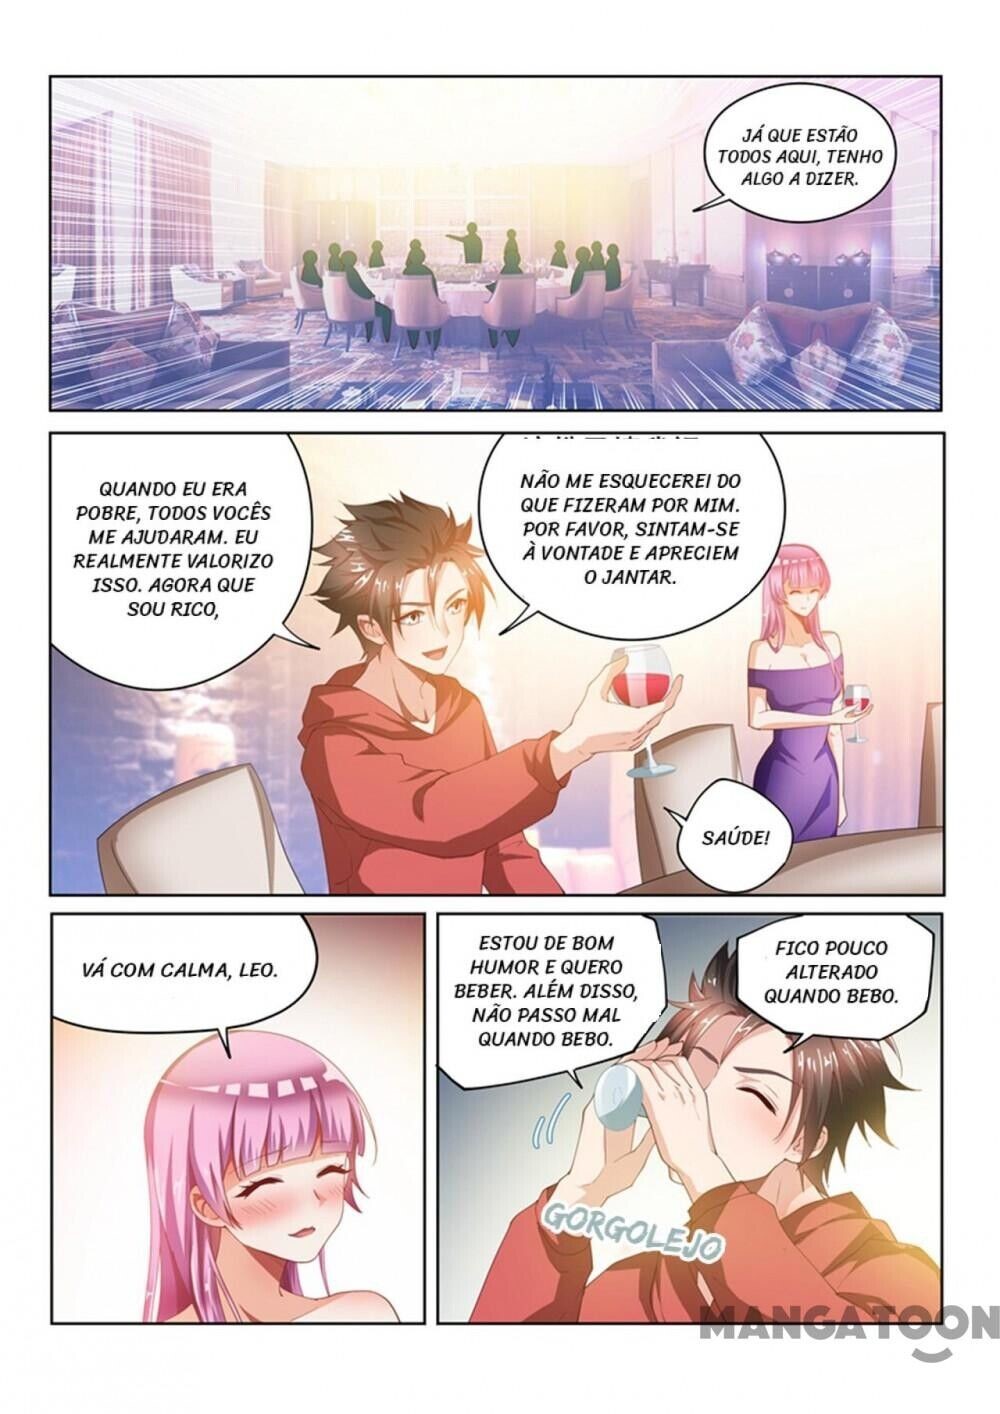 JÁ QUE ESTÃO
TODOS AQUI, TENHO
ALGO A DIZER.
QUANDO EU ERA
POBRE, TODOS VOCÊS
ME AJUDARAM. EU
REALMENTE VALORIZO
ISSO. AGORA QUE
SOU RICO,
NÃO ME ESQUECEREI DO
QUE FIZERAM POR MIM.
POR FAVOR, SINTAM-SE
À VONTADE E APRECIEM
O JANTAR.
SAÚDE!
VÁ COM CALMA, LEO.
ESTOU DE BOM
HUMOR E QUERO
BEBER. ALÉM DISSO,
NÃO PASSO MAL
QUANDO BEBO.
FICO POUCO
ALTERADO
QUANDO BEBO.
GORGOLEJO
MANGATOON